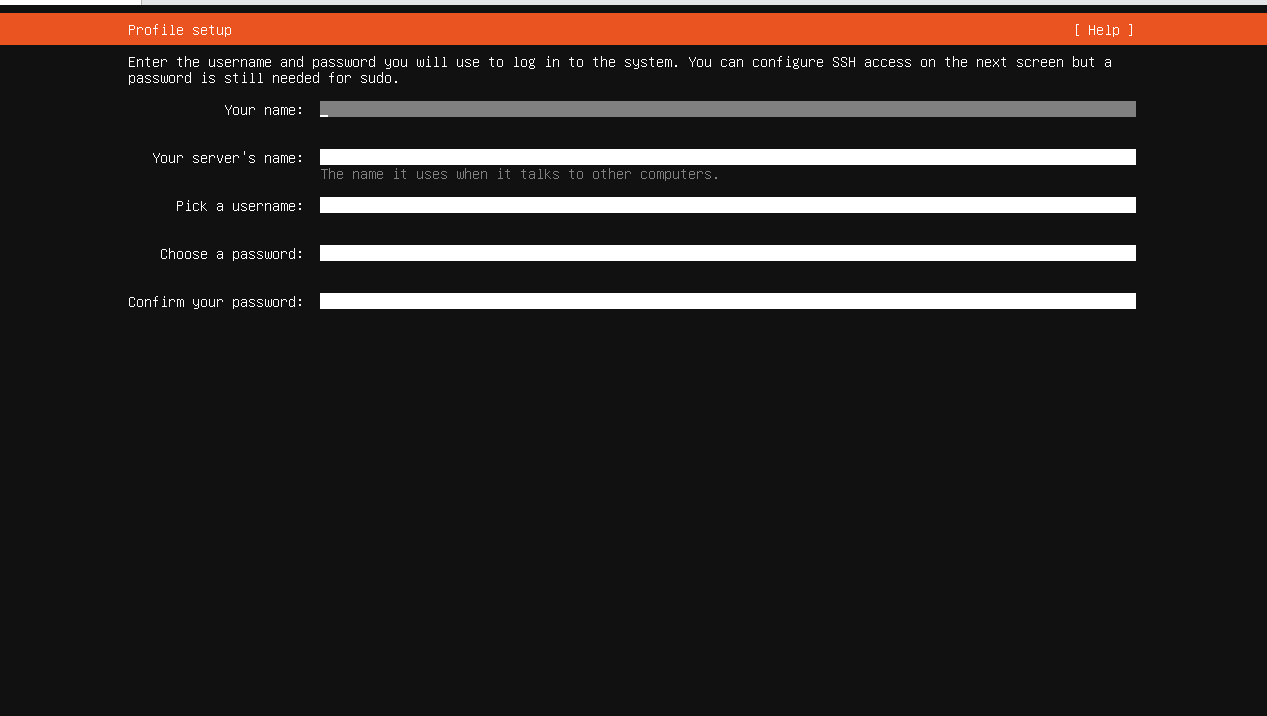 Profile setup [ Help ]
Enter the username and password you will use to log in to the system. You can configure SSH access on the next screen but a
password is still needed for sudo.
Your name:
Your server's name:
The name it uses when it talks to other computers.
Pick a username:
Choose a password:
Confirm your password: